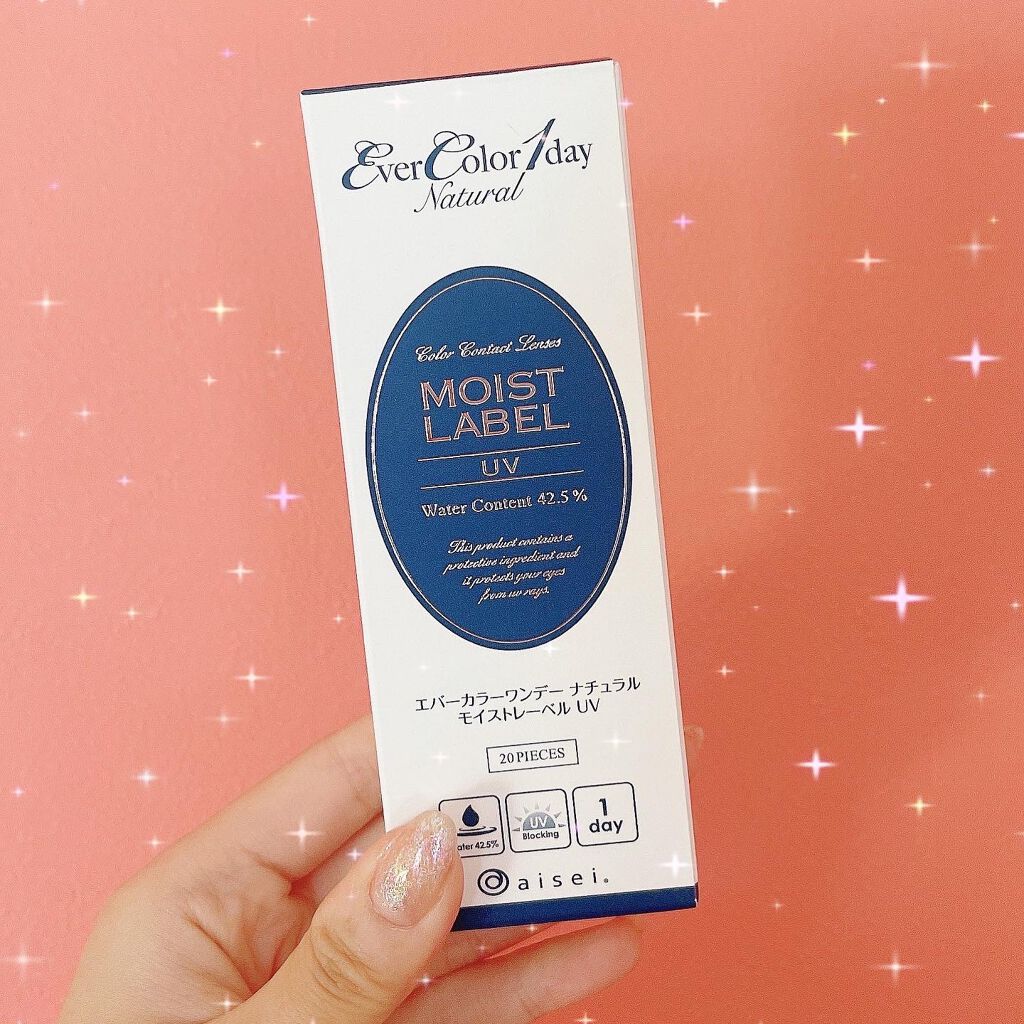 EverColor1day
Natural
Color Contact Lenses
MOIST
LABEL
UV
Water Content 42.5%
This product contains a
protective ingredient and
it protects your eyes
from uv rays.
エバーカラーワンデー ナチュラル
モイストレーベル UV
20PIECES
ater 42.5%
UV
Blocking
1
day
aisei.